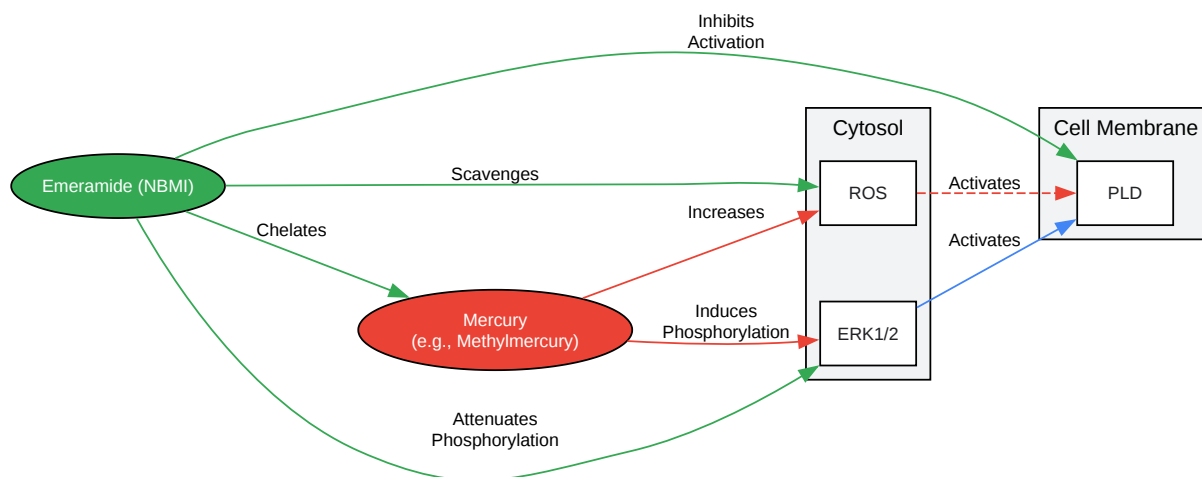 Inhibits
Activation
Cytosol
Cell Membrane
Emeramide (NBMI)
Scavenges
ROS
Activates
PLD
Increases
Chelates
Activates
Mercury
(e.g., Methylmercury)
Induces
Phosphorylation
ERK1/2
Attenuates
Phosphorylation